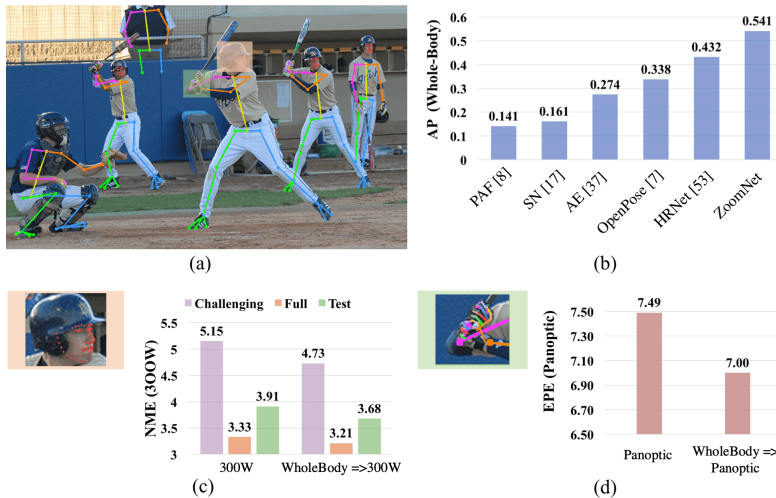 (a)
AP (Whole-Body)
0.6
0.5
0.4
0.3
0.2
0.1
0
0.141
0.161
0.274
0.338
0.432
0.541
PAF [8]
SN [17]
AE [37]
OpenPose [7]
HRNet [53]
ZoomNet
(b)
Challenging Full Test
NME (3OOW)
5.5
5
4.5
4
3.5
3
5.15
3.33
3.91
4.73
3.21
3.68
300W
WholeBody =>300W
(c)
EPE (Panoptic)
7.50
7.30
7.10
6.90
6.70
6.50
7.49
7.00
Panoptic
WholeBody =>
Panoptic
(d)